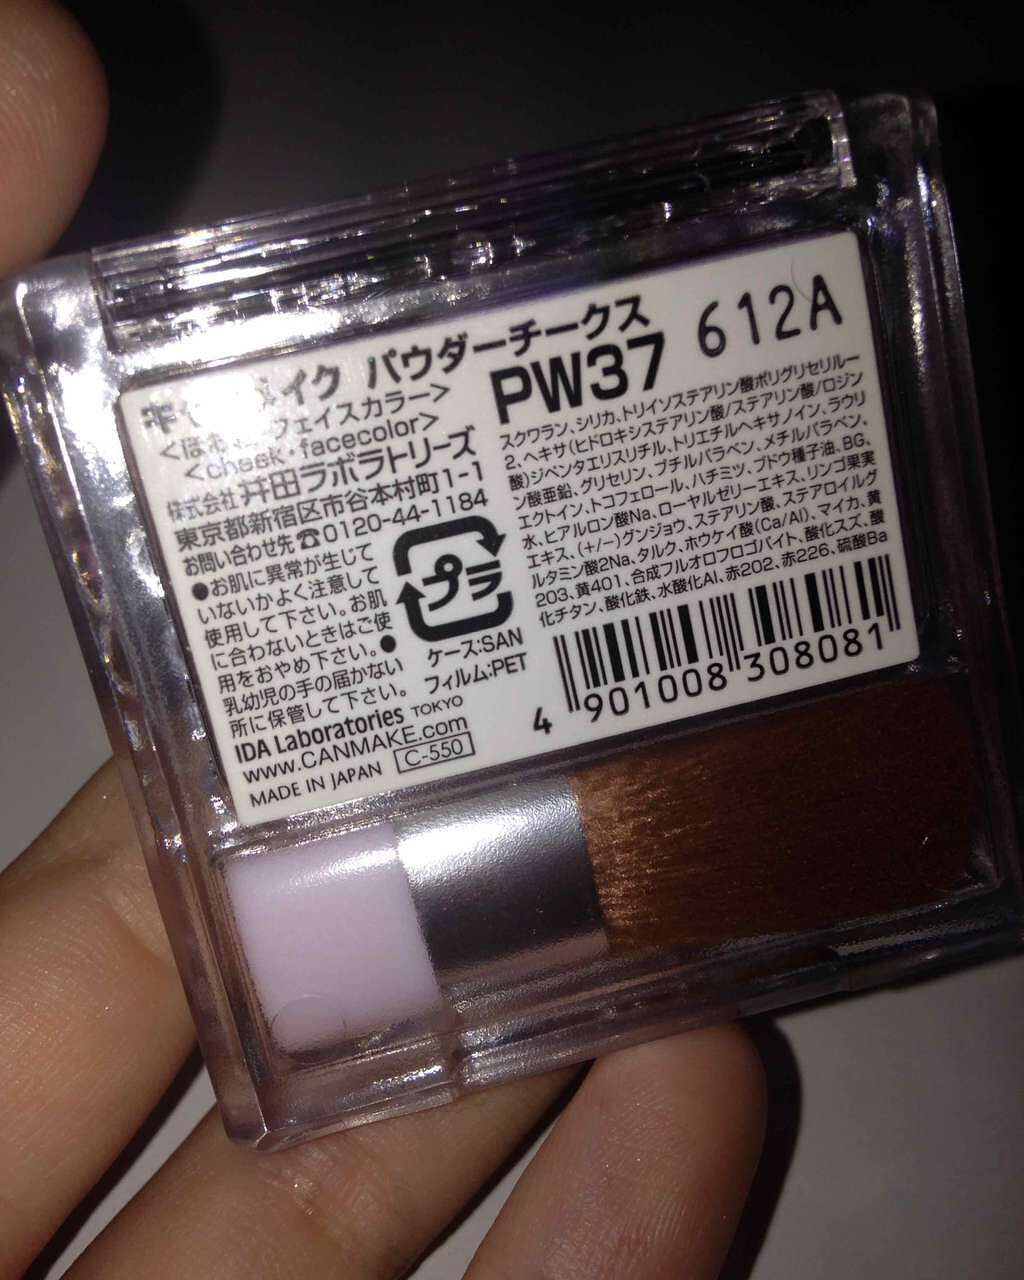 メイク パウダーチークス
フェイスカラー>
<cheek・facecolor>
株式会社井田ラボラトリーズ
東京都新宿区市谷本村町1-1
お問い合わせ先☎0120-44-1184
●お肌に異常が生じて
いないかよく注意して
使用して下さい。お肌
に合わないときはご使
用をおやめ下さい。●
乳幼児の手の届かない
所に保管して下さい。
IDA Laboratories TOKYO
www.CANMAKE.com
MADE IN JAPAN C-550
プラ
ケース:SAN
フィルム:PET
PW37
612A
スクワラン、シリカ、トリイソステアリン酸ポリグリセリルー
2、ヘキサ(ヒドロキシステアリン酸/ステアリン酸/ロジン
酸)ジペンタエリスリチル、トリエチルヘキサノイン、ラウリ
ン酸亜鉛、グリセリン、ブチルパラベン、メチルパラベン、
エクトイン、トコフェロール、ハチミツ、ブドウ種子油、BG、
水、ヒアルロン酸Na、ローヤルゼリーエキス、リンゴ果実
エキス、(+/-)グンジョウ、ステアリン酸、ステアロイルグ
ルタミン酸2Na、タルク、ホウケイ酸(Ca/Al)、マイカ、黄
203、黄401、合成フルオロフロゴパイト、酸化スズ、酸
化チタン、酸化鉄、水酸化Al、赤202、赤226、硫酸Ba
4 901008 308081